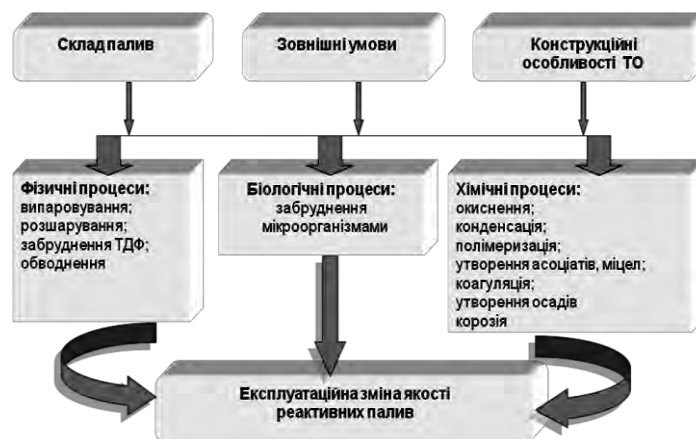 Склад палив
Зовнішні умови
Конструкційні
особливості ТО
Фізичні процеси:
випаровування;
розшарування;
забруднення ТДФ;
обводнення
Біологічні процеси:
забруднення
мікроорганізмами
Хімічні процеси:
окиснення;
конденсація;
полімеризація;
утворення асоціатів, міцел;
коагуляція;
утворення осадів
корозія
Експлуатаційна зміна якості
реактивних палив